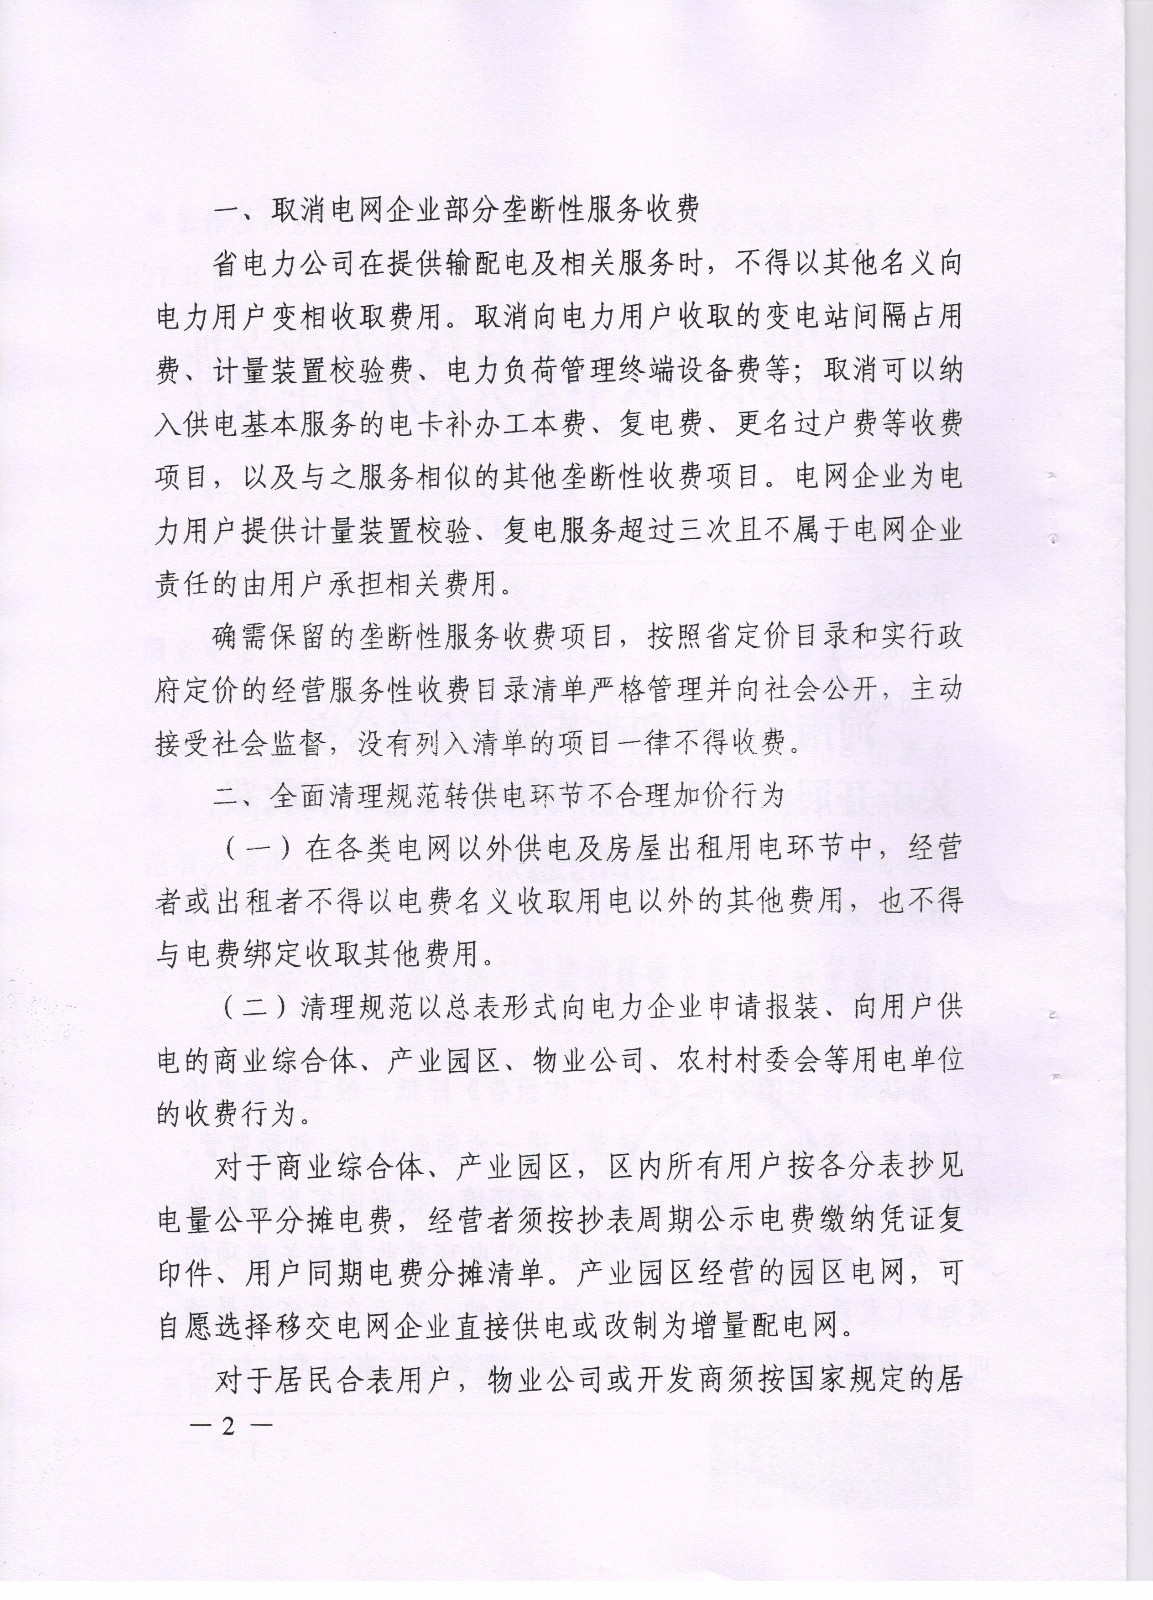 一、取消电网企业部分垄断性服务收费
省电力公司在提供输配电及相关服务时，不得以其他名义向
电力用户变相收取费用。取消向电力用户收取的变电站间隔占用
费、计量装置校验费、电力负荷管理终端设备费等；取消可以纳
入供电基本服务的电卡补办工本费、复电费、更名过户费等收费
项目，以及与之服务相似的其他垄断性收费项目。电网企业为电
力用户提供计量装置校验、复电服务超过三次且不属于电网企业
责任的由用户承担相关费用。
确需保留的垄断性服务收费项目，按照省定价目录和实行政
府定价的经营服务性收费目录清单严格管理并向社会公开，主动
接受社会监督，没有列入清单的项目一律不得收费。
二、全面清理规范转供电环节不合理加价行为
（一）在各类电网以外供电及房屋出租用电环节中，经营
者或出租者不得以电费名义收取用电以外的其他费用，也不得
与电费绑定收取其他费用。
（二）清理规范以总表形式向电力企业申请报装、向用户供
电的商业综合体、产业园区、物业公司、农村村委会等用电单位
的收费行为。
对于商业综合体、产业园区，区内所有用户按各分表抄见
电量公平分摊电费，经营者须按抄表周期公示电费缴纳凭证复
印件、用户同期电费分摊清单。产业园区经营的园区电网，可
自愿选择移交电网企业直接供电或改制为增量配电网。
对于居民合表用户，物业公司或开发商须按国家规定的居
— 2 —